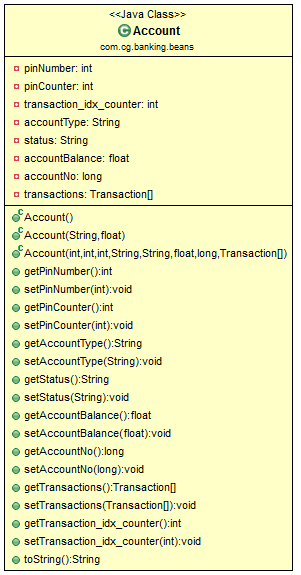 <<Java Class>>
Account
com.cg.banking.beans
pinNumber: int
pinCounter: int
transaction_idx_counter: int
accountType: String
status: String
accountBalance: float
accountNo: long
transactions: Transaction[]
Account()
Account(String,float)
Account(int,int,int,String,String,float,long,Transaction[])
getPinNumber():int
setPinNumber(int):void
getPinCounter():int
setPinCounter(int):void
getAccountType():String
setAccountType(String):void
getStatus():String
setStatus(String):void
getAccountBalance():float
setAccountBalance(float):void
getAccountNo():long
setAccountNo(long):void
getTransactions():Transaction[]
setTransactions(Transaction[]):void
getTransaction_idx_counter():int
setTransaction_idx_counter(int):void
toString():String